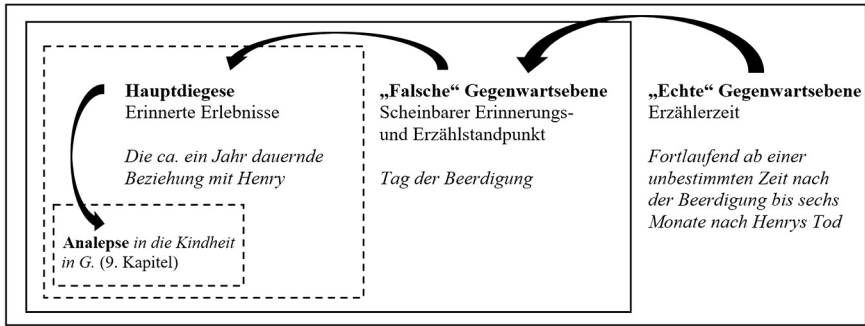 Hauptdiegese
Erinnerte Erlebnisse
Die ca. ein Jahr dauernde
Beziehung mit Henry
Analepse in die Kindheit
in G. (9. Kapitel)
„Falsche“ Gegenwartsebene
Scheinbarer Erinnerungs-
und Erzählstandpunkt
Tag der Beerdigung
„Echte“ Gegenwartsebene
Erzählerzeit
Fortlaufend ab einer
unbestimmten Zeit nach
der Beerdigung bis sechs
Monate nach Henrys Tod